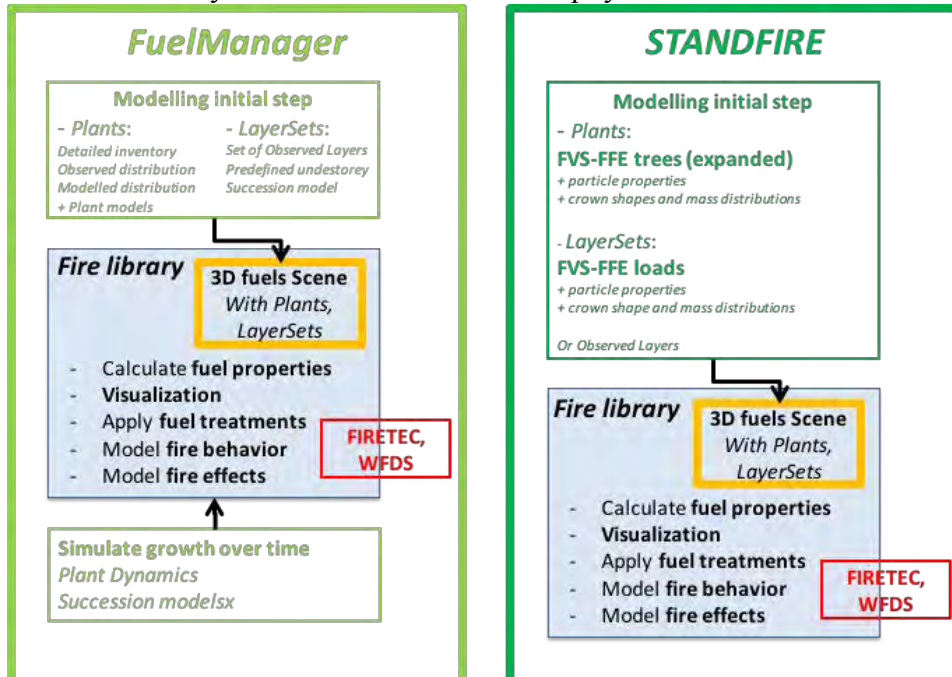 FuelManager
Modelling initial step
- Plants:
Detailed inventory
Observed distribution
Modelled distribution
+ Plant models
- LayerSets:
Set of Observed Layers
Predefined undestorey
Succession model
Fire library
3D fuels Scene
With Plants,
LayerSets
- Calculate fuel properties
- Visualization
- Apply fuel treatments
- Model fire behavior
- Model fire effects
FIRETEC,
WFDS
Simulate growth over time
Plant Dynamics
Succession modelsx
STANDFIRE
Modelling initial step
- Plants:
FVS-FFE trees (expanded)
+ particle properties
+ crown shapes and mass distributions
- LayerSets:
FVS-FFE loads
+ particle properties
+ crown shape and mass distributions
Or Observed Layers
Fire library
3D fuels Scene
With Plants,
LayerSets
- Calculate fuel properties
- Visualization
- Apply fuel treatments
- Model fire behavior
- Model fire effects
FIRETEC,
WFDS